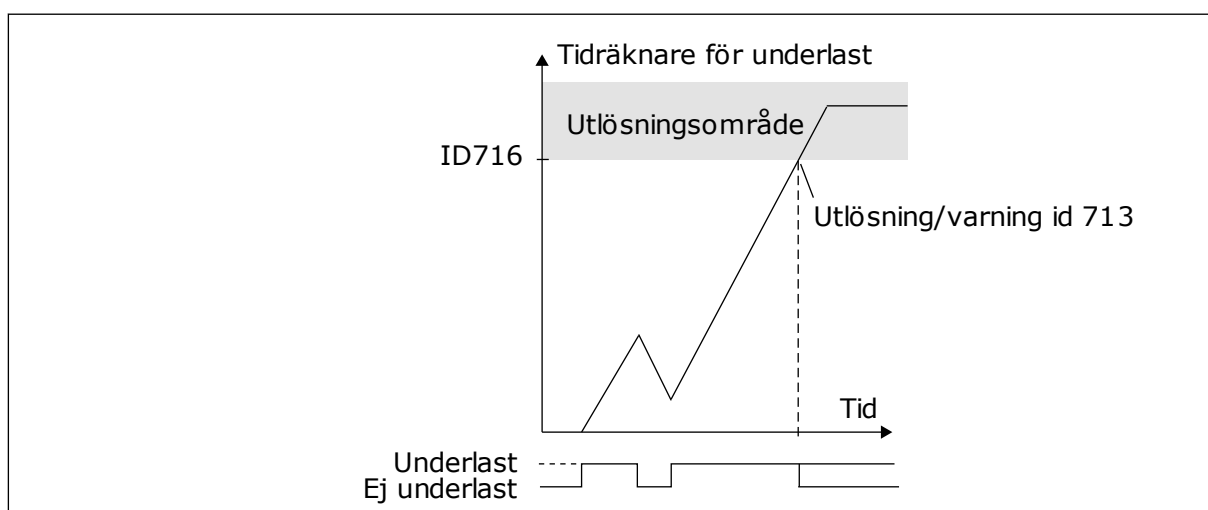 Tidräknare för underlast
Utlösningsområde
ID716
Utlösning/varning id 713
Tid
Underlast
Ej underlast